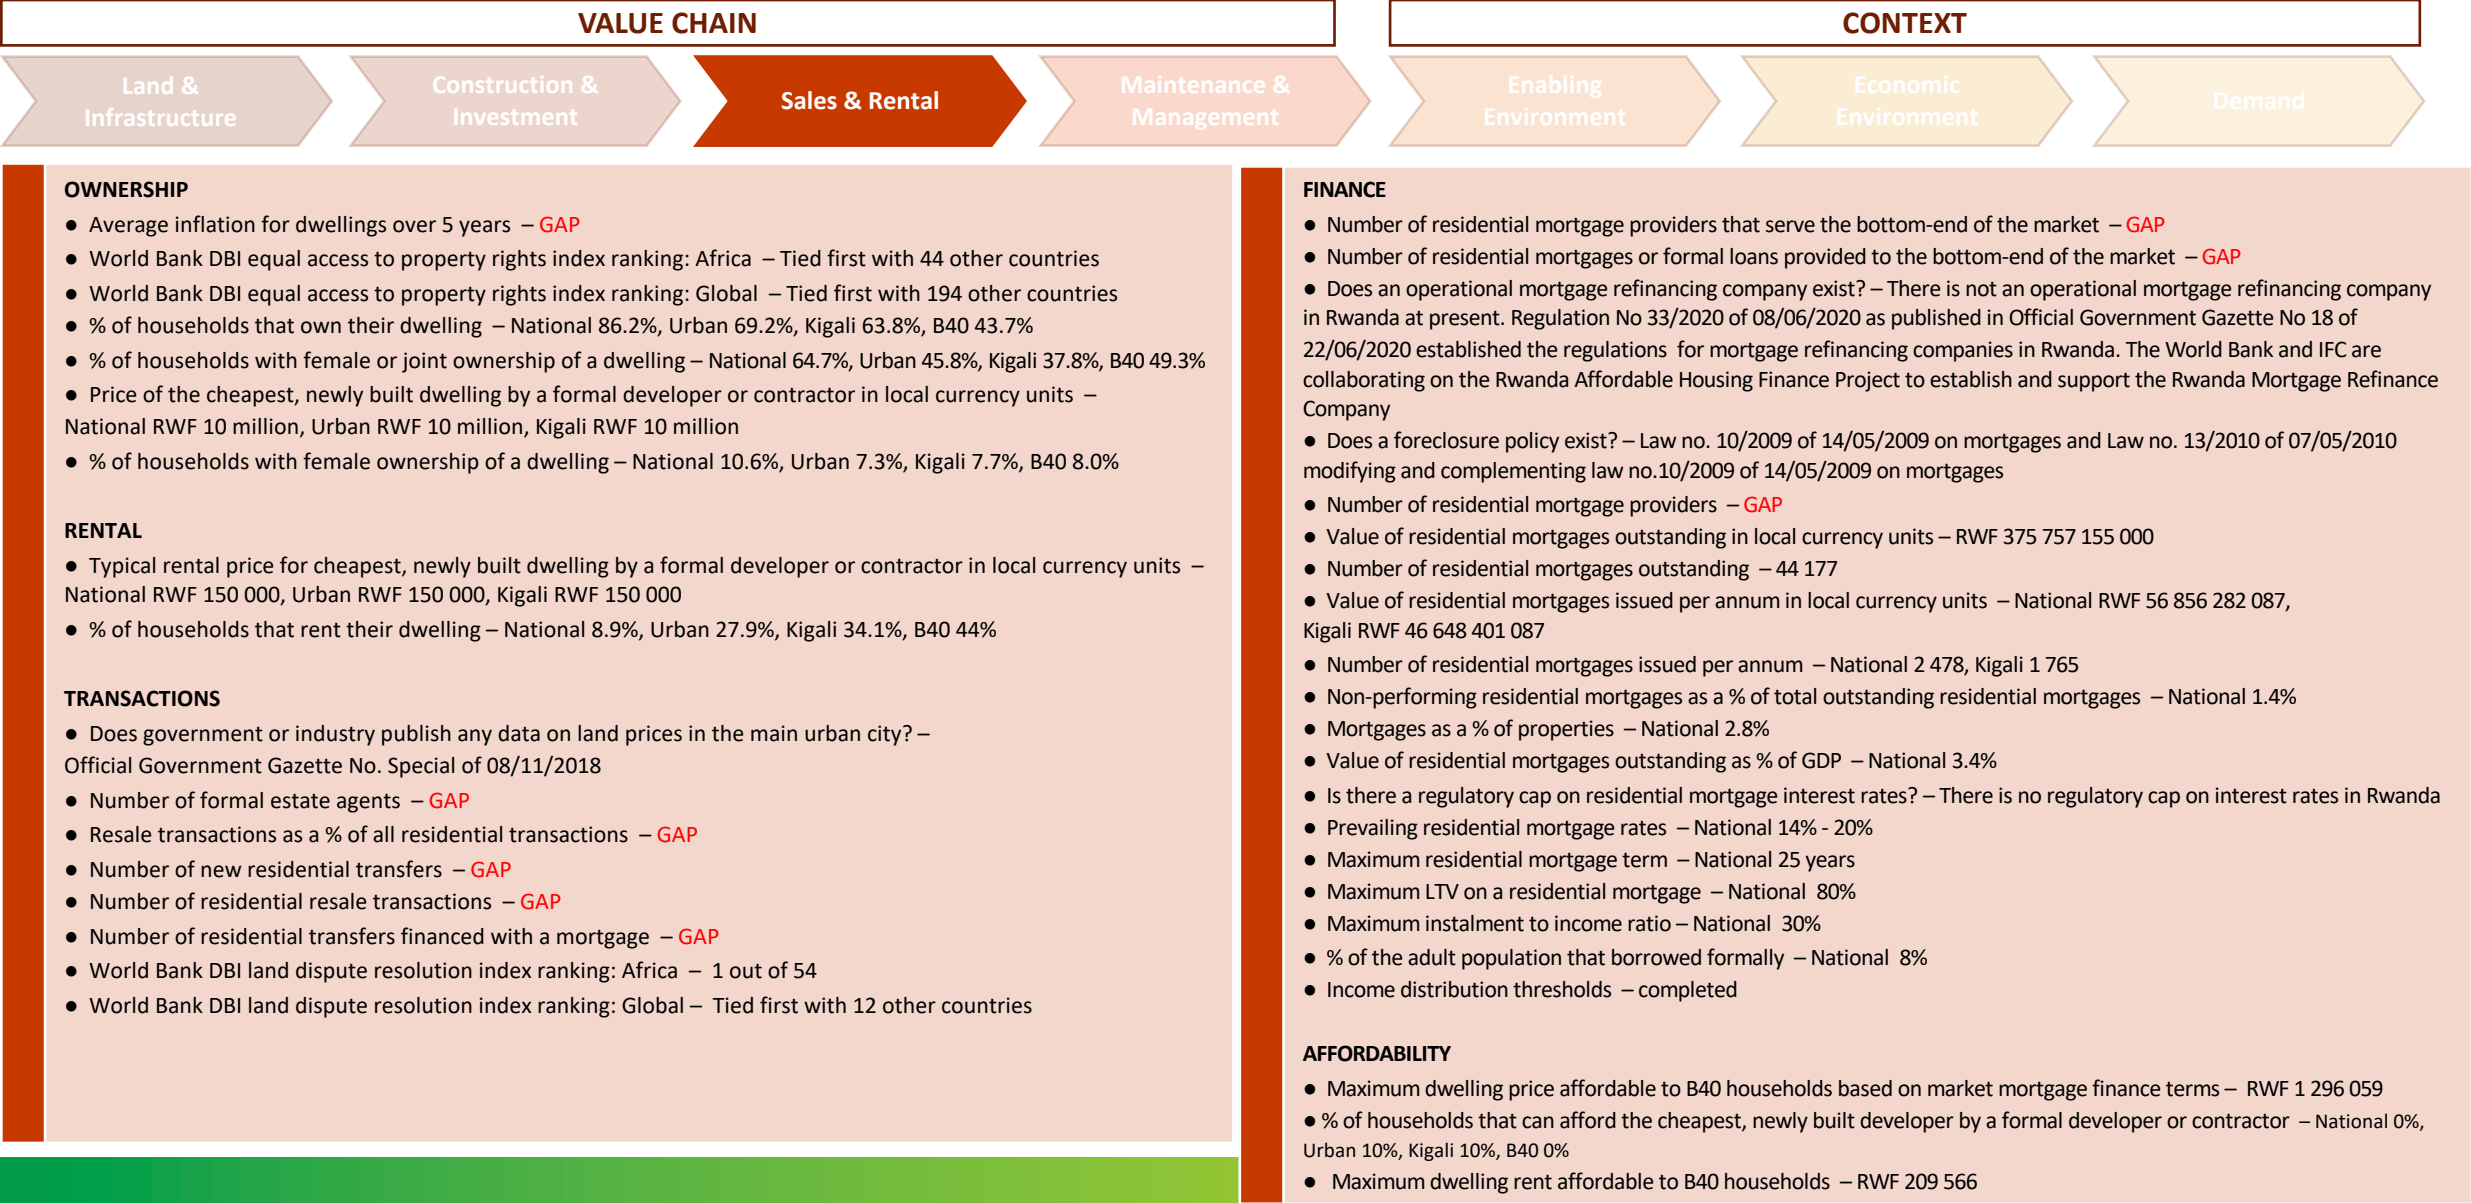 VALUE CHAIN
CONTEXT
Land &
Infrastructure
Construction &
Investment
Sales & Rental
Maintenance &
Management
Enabling
Environment
Economic
Environment
Demand
OWNERSHIP
● Average inflation for dwellings over 5 years – GAP
● World Bank DBI equal access to property rights index ranking: Africa – Tied first with 44 other countries
● World Bank DBI equal access to property rights index ranking: Global – Tied first with 194 other countries
● % of households that own their dwelling – National 86.2%, Urban 69.2%, Kigali 63.8%, B40 43.7%
● % of households with female or joint ownership of a dwelling – National 64.7%, Urban 45.8%, Kigali 37.8%, B40 49.3%
● Price of the cheapest, newly built dwelling by a formal developer or contractor in local currency units –
National RWF 10 million, Urban RWF 10 million, Kigali RWF 10 million
● % of households with female ownership of a dwelling – National 10.6%, Urban 7.3%, Kigali 7.7%, B40 8.0%
RENTAL
● Typical rental price for cheapest, newly built dwelling by a formal developer or contractor in local currency units –
National RWF 150 000, Urban RWF 150 000, Kigali RWF 150 000
● % of households that rent their dwelling – National 8.9%, Urban 27.9%, Kigali 34.1%, B40 44%
TRANSACTIONS
● Does government or industry publish any data on land prices in the main urban city? –
Official Government Gazette No. Special of 08/11/2018
● Number of formal estate agents – GAP
● Resale transactions as a % of all residential transactions – GAP
● Number of new residential transfers – GAP
● Number of residential resale transactions – GAP
● Number of residential transfers financed with a mortgage – GAP
● World Bank DBI land dispute resolution index ranking: Africa – 1 out of 54
● World Bank DBI land dispute resolution index ranking: Global – Tied first with 12 other countries
FINANCE
● Number of residential mortgage providers that serve the bottom-end of the market – GAP
● Number of residential mortgages or formal loans provided to the bottom-end of the market – GAP
● Does an operational mortgage refinancing company exist? – There is not an operational mortgage refinancing company
in Rwanda at present. Regulation No 33/2020 of 08/06/2020 as published in Official Government Gazette No 18 of
22/06/2020 established the regulations for mortgage refinancing companies in Rwanda. The World Bank and IFC are
collaborating on the Rwanda Affordable Housing Finance Project to establish and support the Rwanda Mortgage Refinance
Company
● Does a foreclosure policy exist? – Law no. 10/2009 of 14/05/2009 on mortgages and Law no. 13/2010 of 07/05/2010
modifying and complementing law no.10/2009 of 14/05/2009 on mortgages
● Number of residential mortgage providers – GAP
● Value of residential mortgages outstanding in local currency units – RWF 375 757 155 000
● Number of residential mortgages outstanding – 44 177
● Value of residential mortgages issued per annum in local currency units – National RWF 56 856 282 087,
Kigali RWF 46 648 401 087
● Number of residential mortgages issued per annum – National 2 478, Kigali 1 765
● Non-performing residential mortgages as a % of total outstanding residential mortgages – National 1.4%
● Mortgages as a % of properties – National 2.8%
● Value of residential mortgages outstanding as % of GDP – National 3.4%
● Is there a regulatory cap on residential mortgage interest rates? – There is no regulatory cap on interest rates in Rwanda
● Prevailing residential mortgage rates – National 14% - 20%
● Maximum residential mortgage term – National 25 years
● Maximum LTV on a residential mortgage – National 80%
● Maximum instalment to income ratio – National 30%
● % of the adult population that borrowed formally – National 8%
● Income distribution thresholds – completed
AFFORDABILITY
● Maximum dwelling price affordable to B40 households based on market mortgage finance terms – RWF 1 296 059
● % of households that can afford the cheapest, newly built developer by a formal developer or contractor – National 0%,
Urban 10%, Kigali 10%, B40 0%
● Maximum dwelling rent affordable to B40 households – RWF 209 566